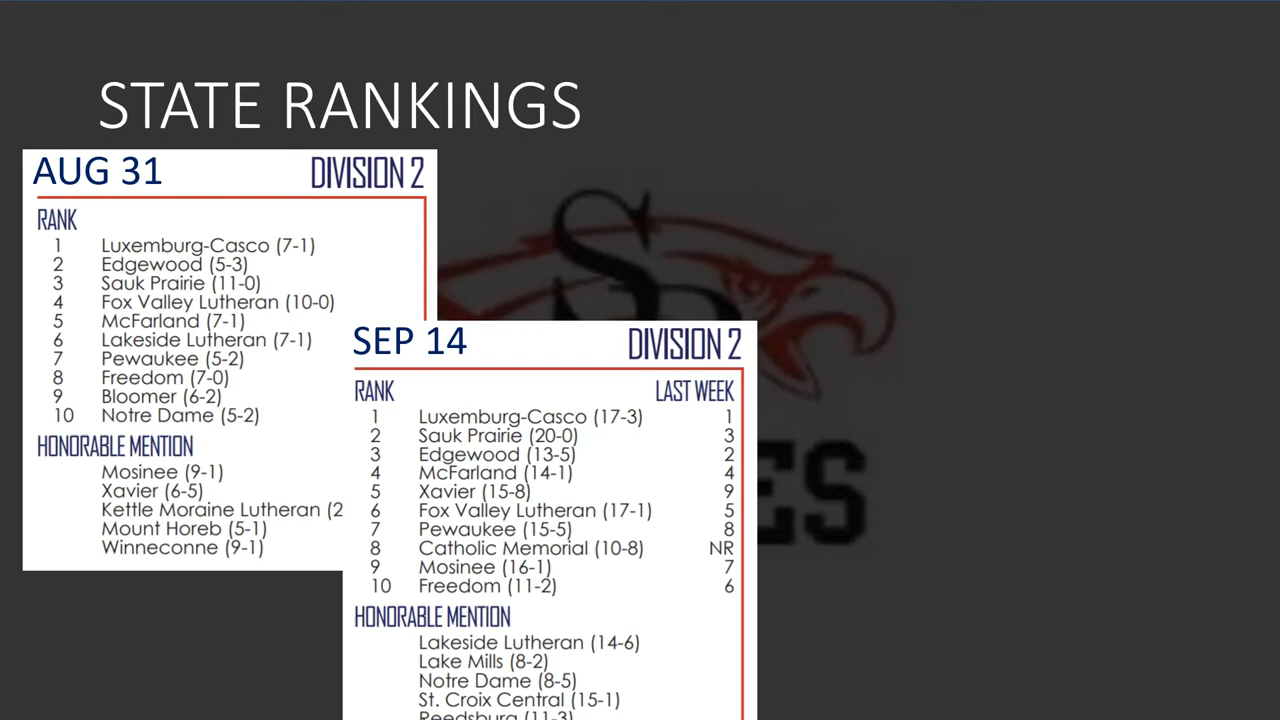 STATE RANKINGS
AUG 31 DIVISION 2
RANK
1 Luxemburg-Casco (7-1)
2 Edgewood (5-3)
3 Sauk Prairie (11-0)
4 Fox Valley Lutheran (10-0)
5 McFarland (7-1)
6 Lakeside Lutheran (7-1)
7 Pewaukee (5-2)
8 Freedom (7-0)
9 Bloomer (6-2)
10 Notre Dame (5-2)
HONORABLE MENTION
Mosinee (9-1)
Xavier (6-5)
Kettle Moraine Lutheran (2
Mount Horeb (5-1)
Winneconne (9-1)
SEP 14 DIVISION 2
RANK LAST WEEK
1 Luxemburg-Casco (17-3) 1
2 Sauk Prairie (20-0) 3
3 Edgewood (13-5) 2
4 McFarland (14-1) 4
5 Xavier (15-8) 9
6 Fox Valley Lutheran (17-1) 5
7 Pewaukee (15-5) 8
8 Catholic Memorial (10-8) NR
9 Mosinee (16-1) 7
10 Freedom (11-2) 6
HONORABLE MENTION
Lakeside Lutheran (14-6)
Lake Mills (8-2)
Notre Dame (8-5)
St. Croix Central (15-1)
Reedsburg (11-3)
SP
ES